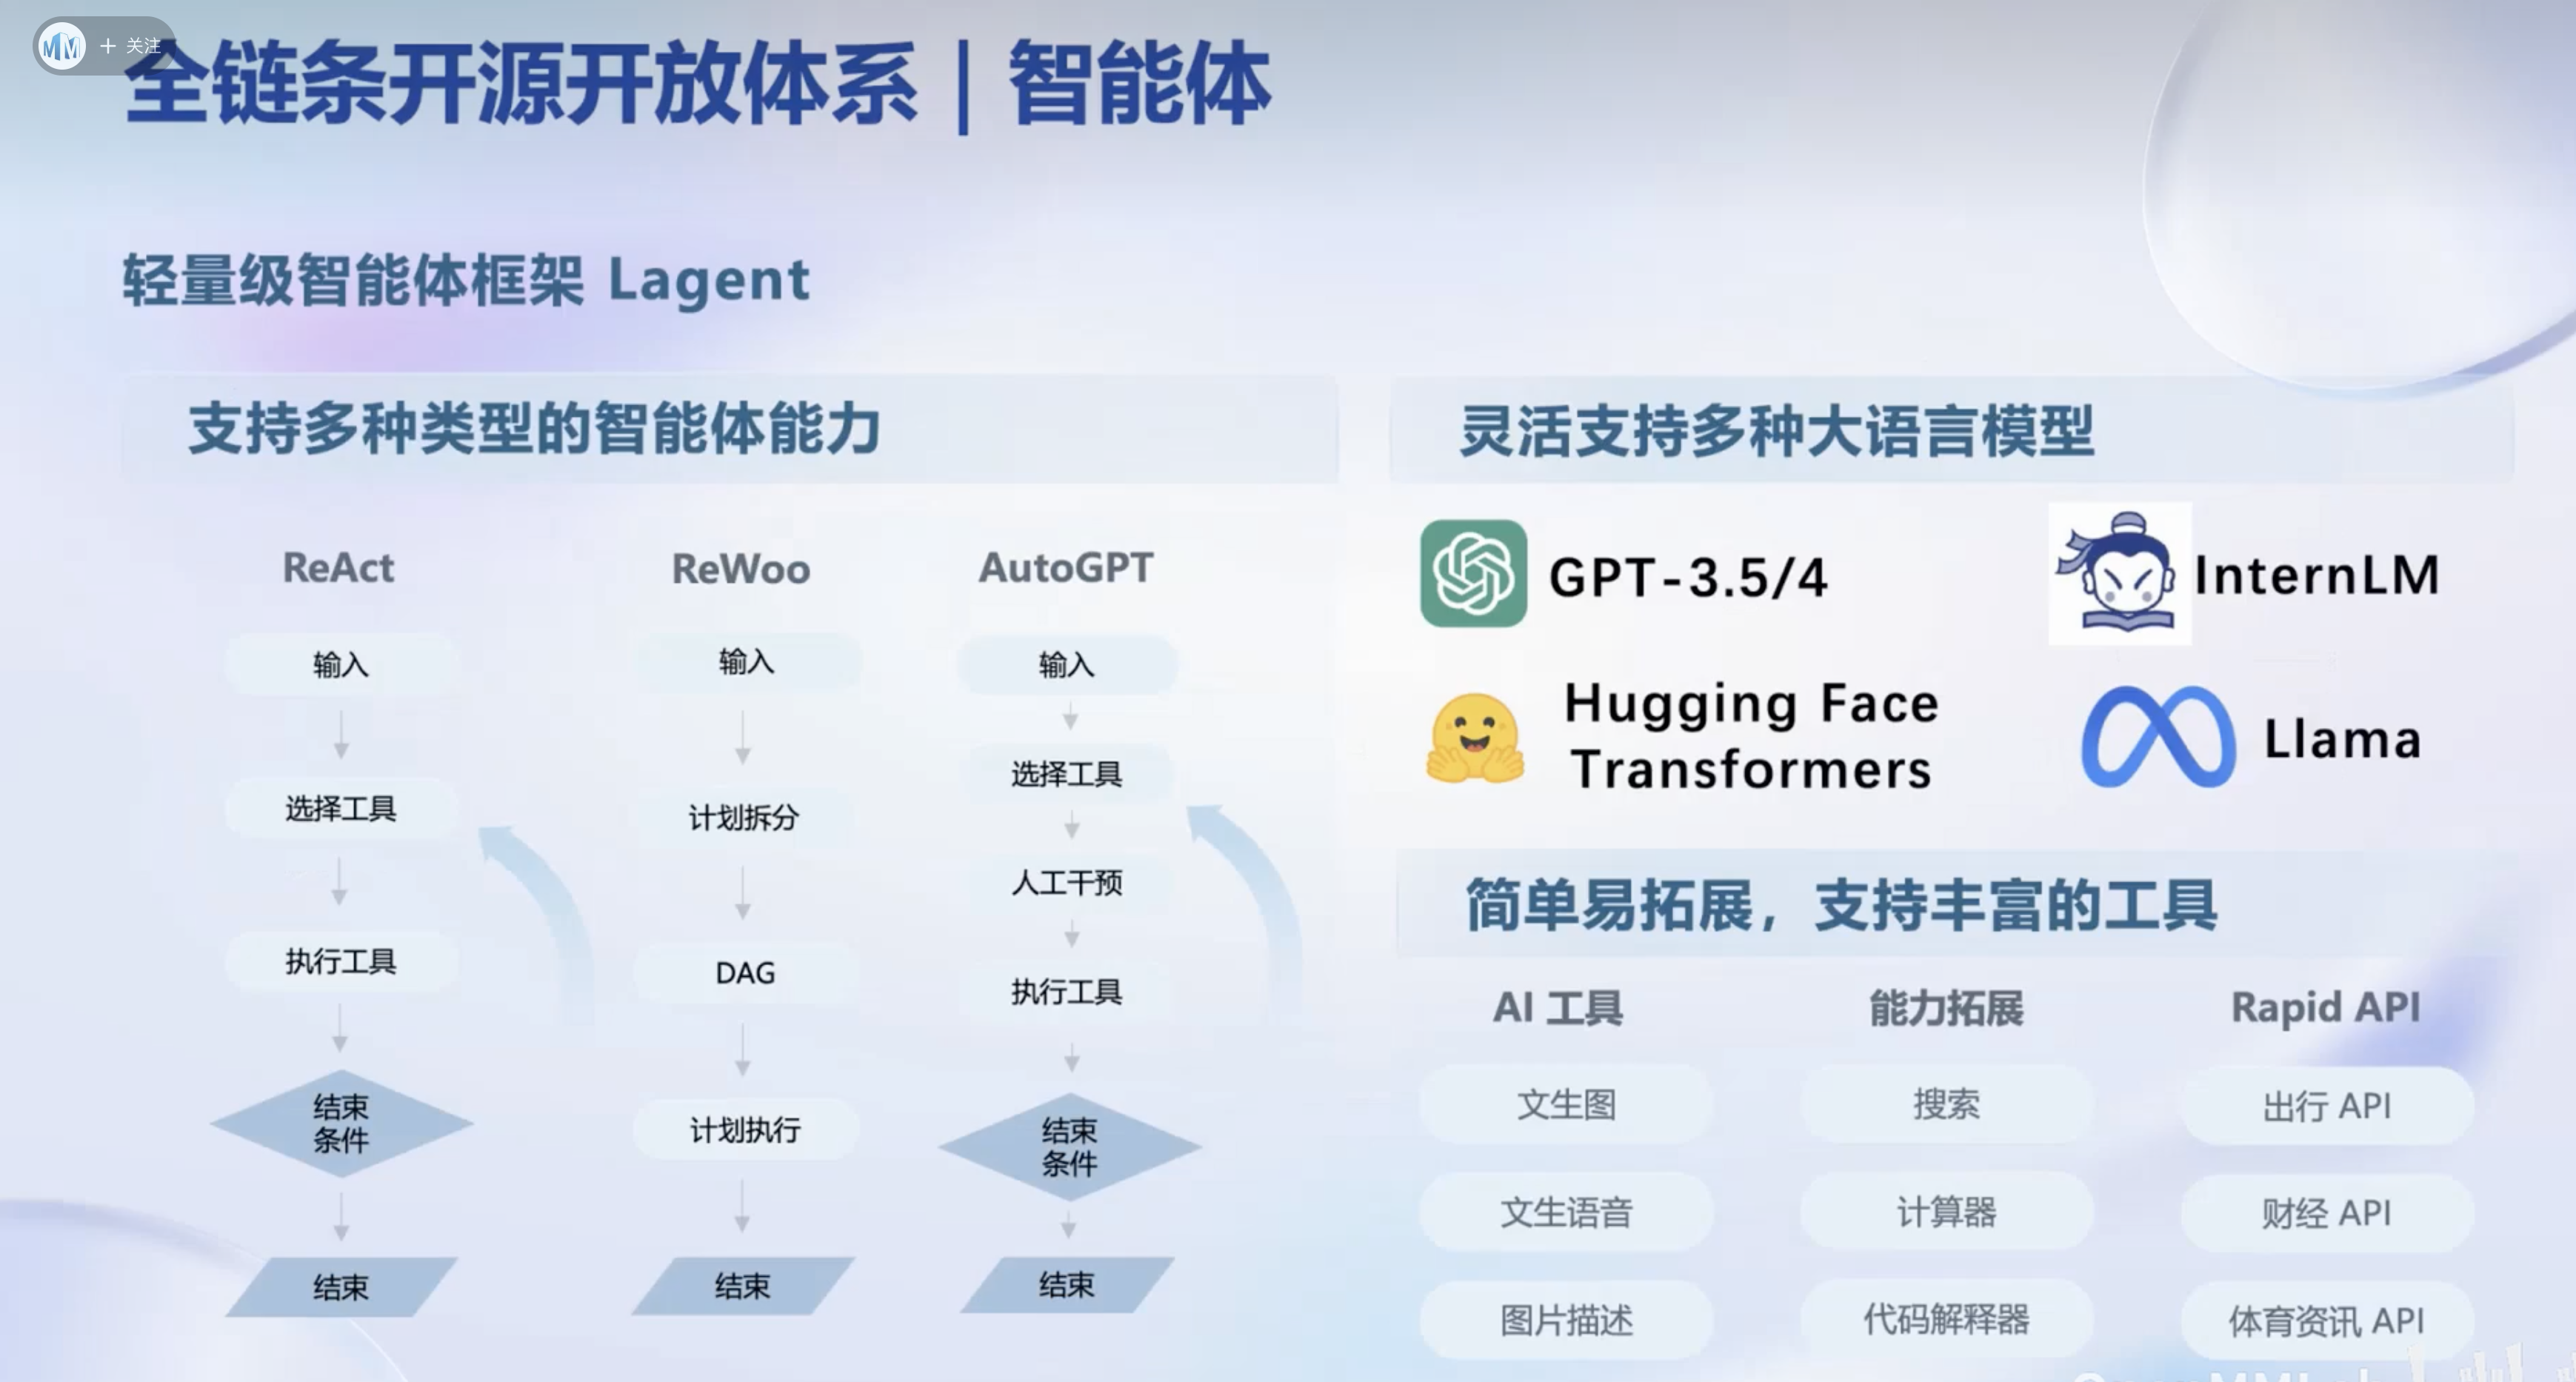 + 关注
全链条开源开放体系｜智能体
轻量级智能体框架 Lagent
支持多种类型的智能体能力
ReAct
输入
选择工具
执行工具
结束
条件
结束
ReWoo
输入
计划拆分
DAG
计划执行
结束
AutoGPT
输入
选择工具
人工干预
执行工具
结束
条件
结束
灵活支持多种大语言模型
GPT-3.5/4
InternLM
Hugging Face
Transformers
Llama
简单易拓展，支持丰富的工具
AI 工具
文生图
文生语音
图片描述
能力拓展
搜索
计算器
代码解释器
Rapid API
出行 API
财经 API
体育资讯 API